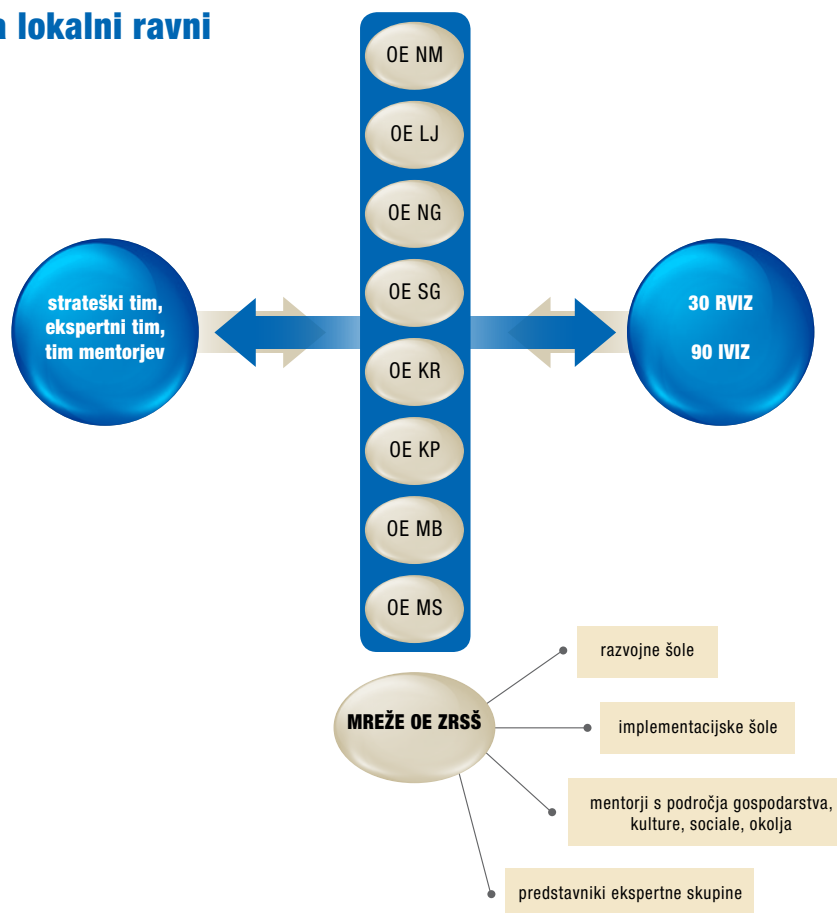 a lokalni ravni
OE NM
OE LJ
OE NG
OE SG
OE KR
OE KP
OE MB
OE MS
strateški tim,
ekspertni tim,
tim mentorjev
30 RVIZ
90 IVIZ
MREŽE OE ZRSŠ
razvojne šole
implementacijske šole
mentorji s področja gospodarstva,
kulture, sociale, okolja
predstavniki ekspertne skupine